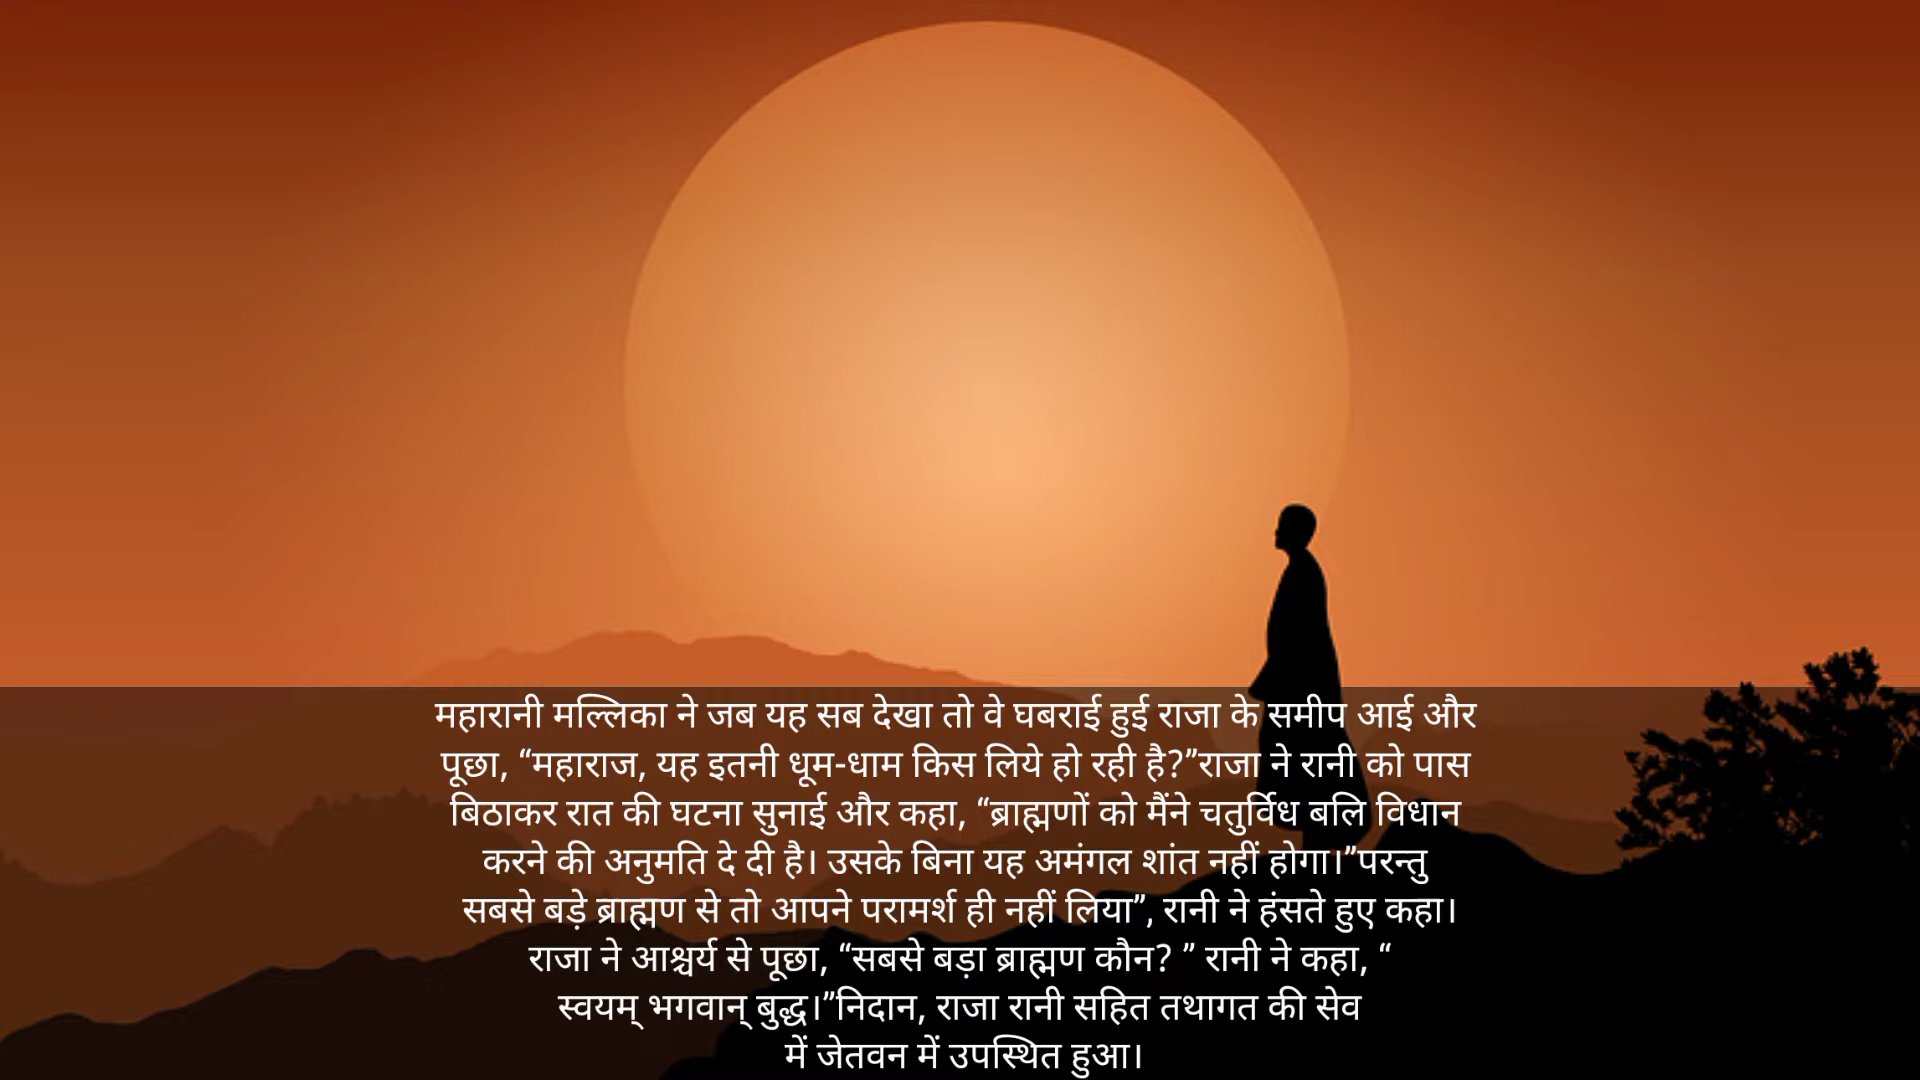 महारानी मल्लिका ने जब यह सब देखा तो वे घबराई हुई राजा के समीप आई और
पूछा, “महाराज, यह इतनी धूम-धाम किस लिये हो रही है?”राजा ने रानी को पास
बिठाकर रात की घटना सुनाई और कहा, “ब्राह्मणों को मैंने चतुर्विध बलि विधान
करने की अनुमति दे दी है। उसके बिना यह अमंगल शांत नहीं होगा।”परन्तु
सबसे बड़े ब्राह्मण से तो आपने परामर्श ही नहीं लिया”, रानी ने हंसते हुए कहा।
राजा ने आश्चर्य से पूछा, “सबसे बड़ा ब्राह्मण कौन? ” रानी ने कहा, “
स्वयम् भगवान् बुद्ध।”निदान, राजा रानी सहित तथागत की सेव
में जेतवन में उपस्थित हुआ।